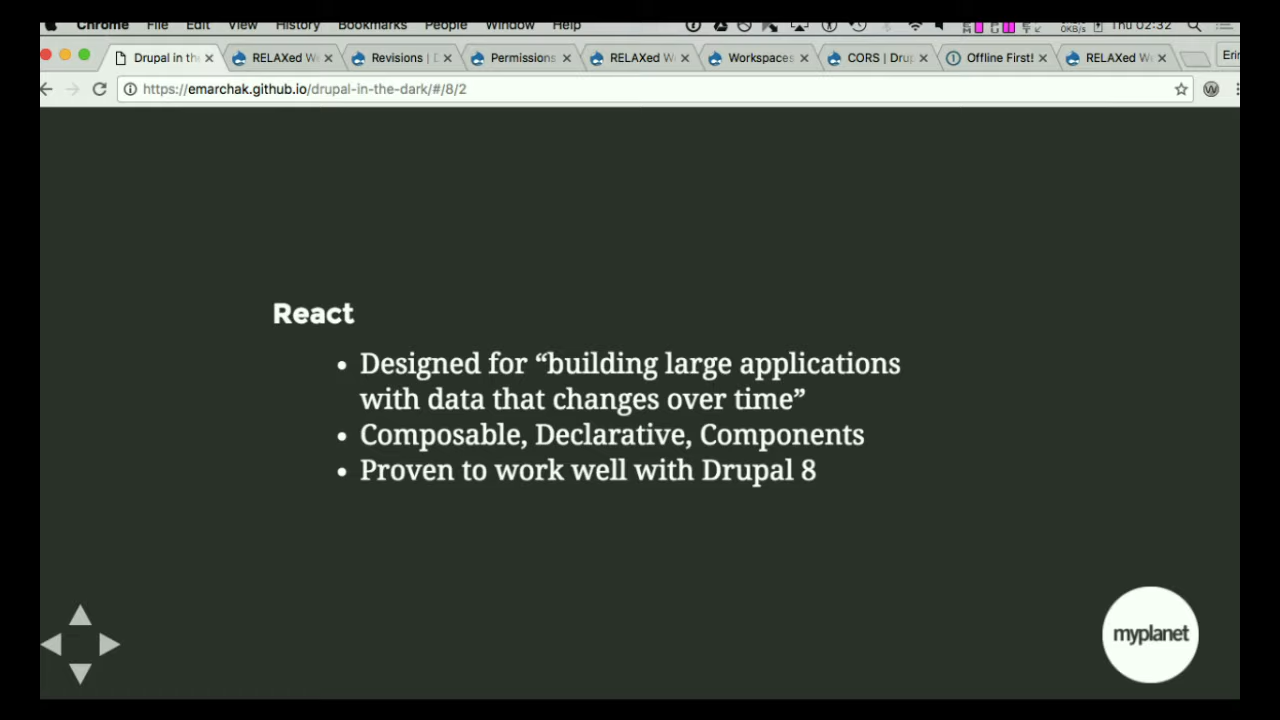 Chrome File Edit View History Bookmarks People Window Help Thu 02:32
Drupal in th RELAXed W Revisions | D Permissions RELAXed W Workspaces CORS | Drup Offline First! RELAXed W Erin
https://emarchak.github.io/drupal-in-the-dark/#/8/2
React
• Designed for “building large applications
with data that changes over time”
• Composable, Declarative, Components
• Proven to work well with Drupal 8
myplanet